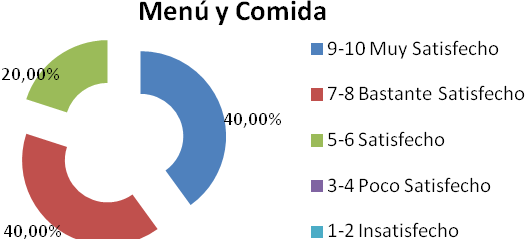 Menú y Comida
20,00%
40,00%
40,00%
9-10 Muy Satisfecho
7-8 Bastante Satisfecho
5-6 Satisfecho
3-4 Poco Satisfecho
1-2 Insatisfecho